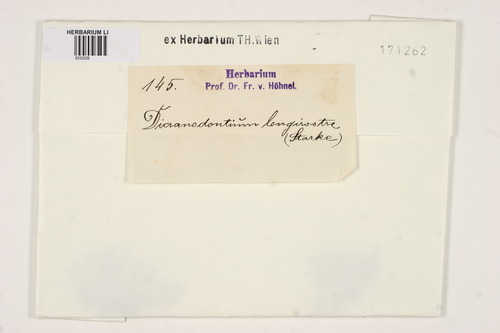 HERBARIUM LI
ex Herbarium TH.Wien
171262
145.
Herbarium
Prof. Dr. Fr. v. Höhnel.
Dicranodontium longirostre
(Starke)